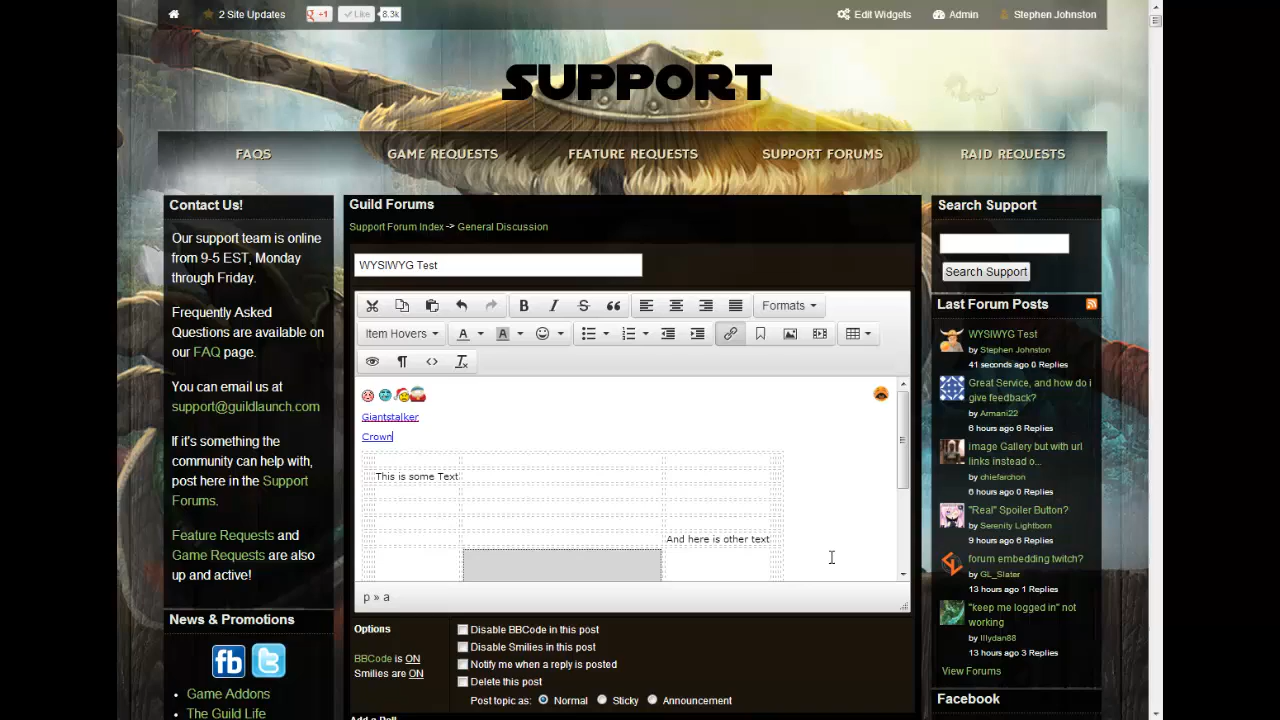 2 Site Updates
+1
Like
8.3k
Edit Widgets
Admin
Stephen Johnston
SUPPORT
FAQS
GAME REQUESTS
FEATURE REQUESTS
SUPPORT FORUMS
RAID REQUESTS
Contact Us!
Our support team is online
from 9-5 EST, Monday
through Friday.
Frequently Asked
Questions are available on
our FAQ page.
You can email us at
support@guildlaunch.com
If it's something the
community can help with,
post here in the Support
Forums.
Feature Requests and
Game Requests are also
up and active!
News & Promotions
fb
Game Addons
The Guild Life
Guild Forums
Support Forum Index -> General Discussion
WYSIWYG Test
B I S
Formats
Item Hovers
A A
Giantstalker
Crown
This is some Text
And here is other text
p » a
Options
BBCode is ON
Smilies are ON
Disable BBCode in this post
Disable Smilies in this post
Notify me when a reply is posted
Delete this post
Post topic as: Normal Sticky Announcement
Add a Poll
Search Support
Search Support
Last Forum Posts
WYSIWYG Test
by Stephen Johnston
41 seconds ago 0 Replies
Great Service, and how do i
give feedback?
by Armani22
6 hours ago 6 Replies
image Gallery but with url
links instead o...
by chiefarchon
6 hours ago 0 Replies
"Real" Spoiler Button?
by Serenity Lightborn
9 hours ago 6 Replies
forum embedding twitch?
by GL_Slater
13 hours ago 1 Replies
"keep me logged in" not
working
by Illydan88
13 hours ago 3 Replies
View Forums
Facebook